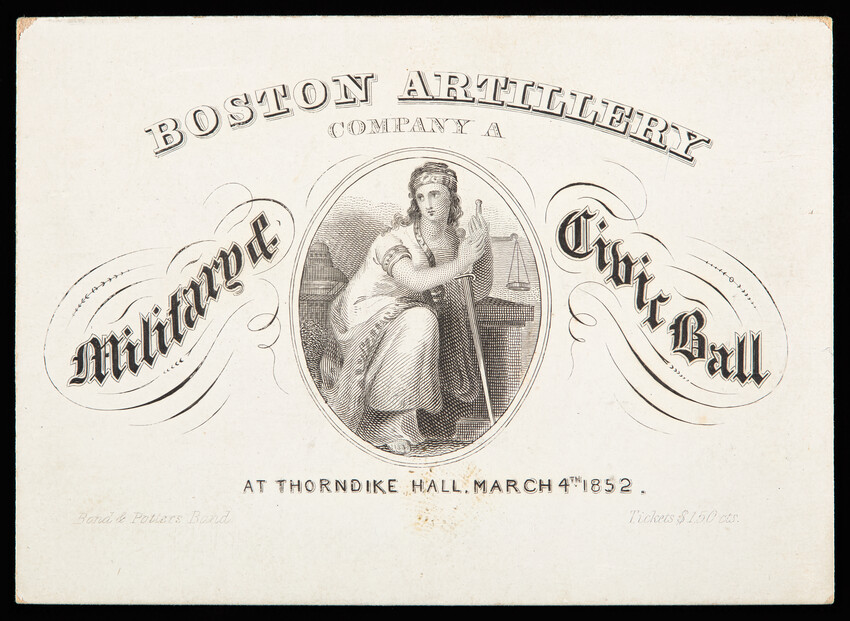 BOSTON ARTILLERY
COMPANY A
Military & Civic Ball
AT THORNDIKE HALL, MARCH 4TH 1852.
Bond & Potters Band
Tickets $1.50 cts.